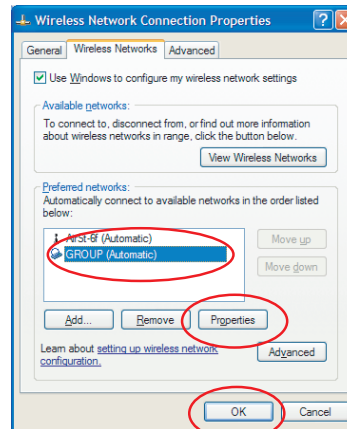 Wireless Network Connection Properties
General Wireless Networks Advanced
Use Windows to configure my wireless network settings
Available networks:
To connect to, disconnect from, or find out more information
about wireless networks in range, click the button below.
View Wireless Networks
Preferred networks:
Automatically connect to available networks in the order listed
below:
AirSt-6f (Automatic)
GROUP (Automatic)
Move up
Move down
Add... Remove Properties
Learn about setting up wireless network
configuration.
Advanced
OK Cancel